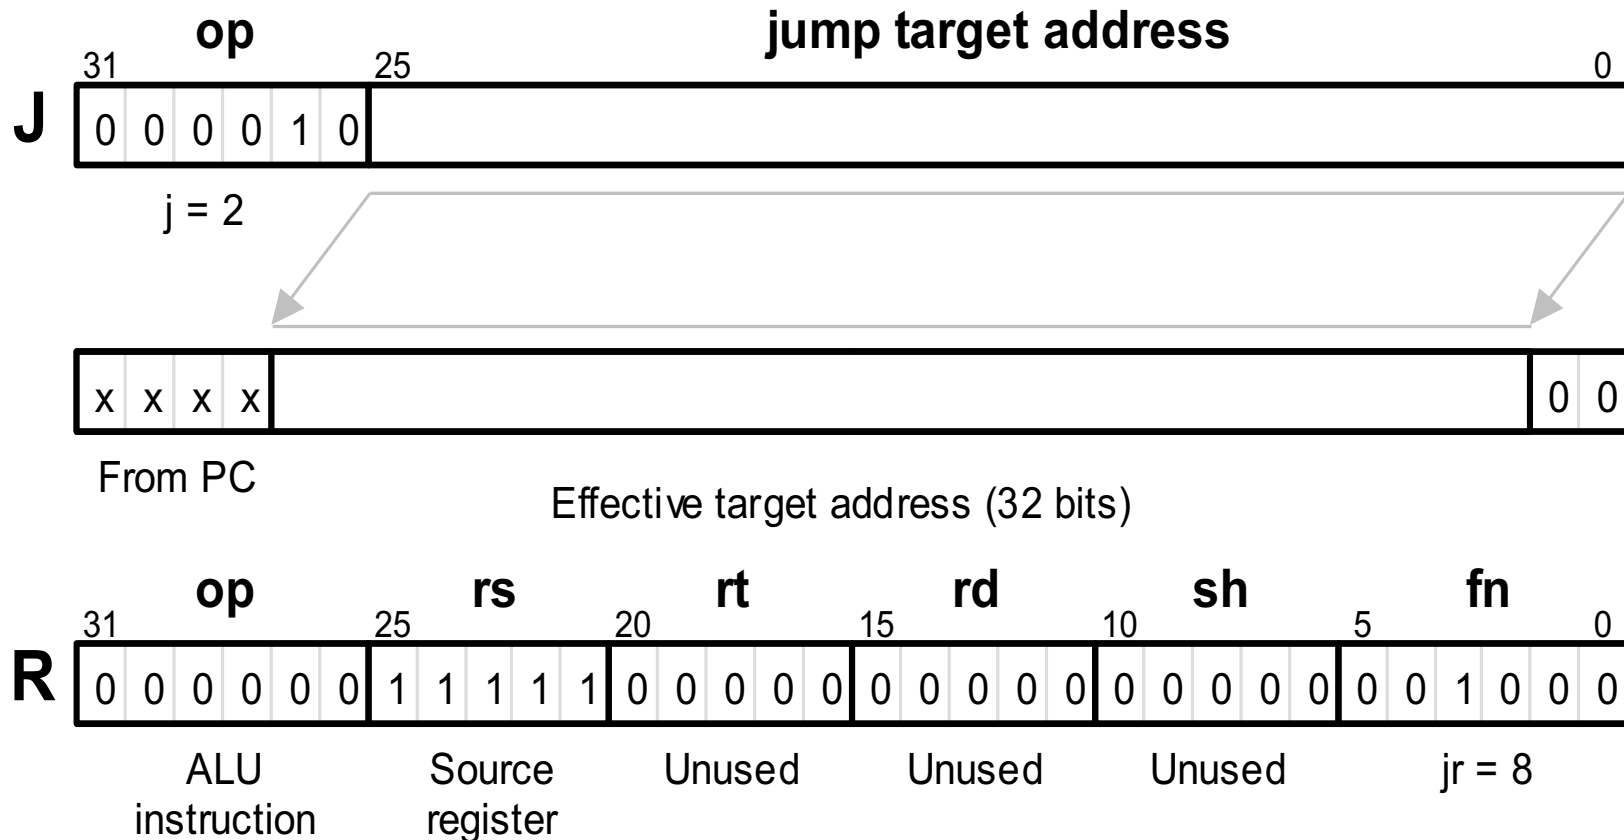 op jump target address
31 25 0
J 0 0 0 0 1 0
j = 2
x x x x 0 0
From PC
Effective target address (32 bits)
op rs rt rd sh fn
31 25 20 15 10 5 0
R 0 0 0 0 0 0 1 1 1 1 1 0 0 0 0 0 0 0 0 0 0 0 0 0 0 0 0 0 1 0 0 0
ALU Source Unused Unused Unused jr = 8
instruction register